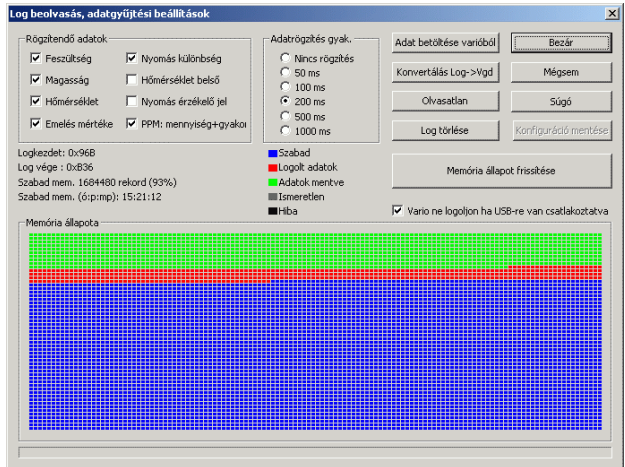 Log beolvasás, adatgyűjtési beállítások
Rögzítendő adatok
Feszültség
Nyomás különbség
Magasság
Hőmérséklet belső
Hőmérséklet
Nyomás érzékelő jel
Emelés mértéke
PPM: mennyiség+gyakor
Adatrögzítés gyak.
Nincs rögzítés
50 ms
100 ms
200 ms
500 ms
1000 ms
Adat betöltése varióból
Bezár
Konvertálás Log->Vgd
Mégsem
Olvasatlan
Súgó
Log törlése
Konfiguráció mentése
Logkezdet: 0x96B
Log vége : 0xB36
Szabad mem. 1684480 rekord (93%)
Szabad mem. (ó:p:mp): 15:21:12
Szabad
Logolt adatok
Adatok mentve
Ismeretlen
Hiba
Memória állapot frissítése
Vario ne logoljon ha USB-re van csatlakoztatva
Memória állapota